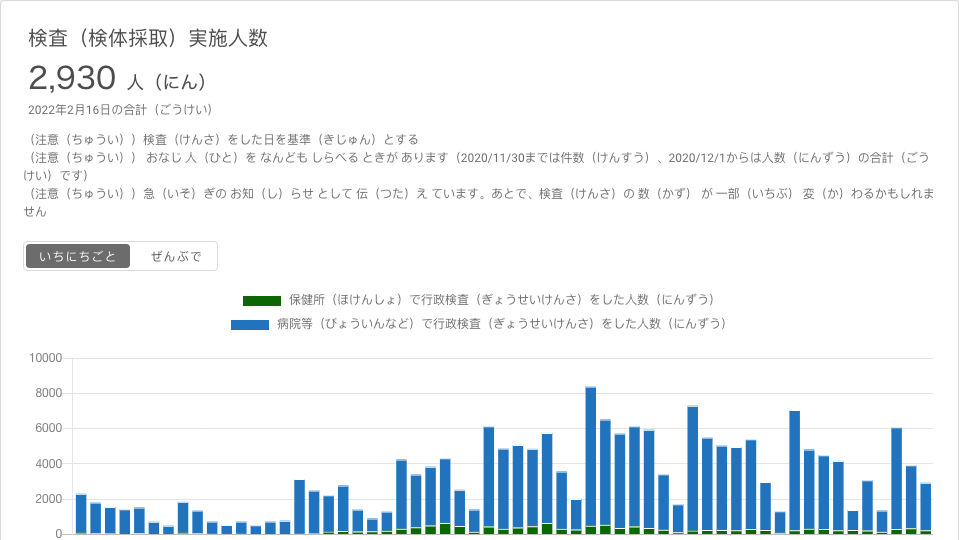 検査（検体採取）実施人数
2,930 人（にん）
2022年2月16日の合計（ごうけい）
（注意（ちゅうい））検査（けんさ）をした日を基準（きじゅん）とする
（注意（ちゅうい）） おなじ 人（ひと）を なんども しらべる ときが あります（2020/11/30までは件数（けんすう）、2020/12/1からは人数（にんずう）の合計（ごう
けい）です）
（注意（ちゅうい））急（いそ）ぎの お知（し）らせ として 伝（つた）え ています。あとで、検査（けんさ）の 数（かず） が 一部（いちぶ） 変（か）わるかもしれま
せん
いちにちごと ぜんぶで
保健所（ほけんしょ）で行政検査（ぎょうせいけんさ）をした人数（にんずう）
病院等（びょういんなど）で行政検査（ぎょうせいけんさ）をした人数（にんずう）
10000
8000
6000
4000
2000
0